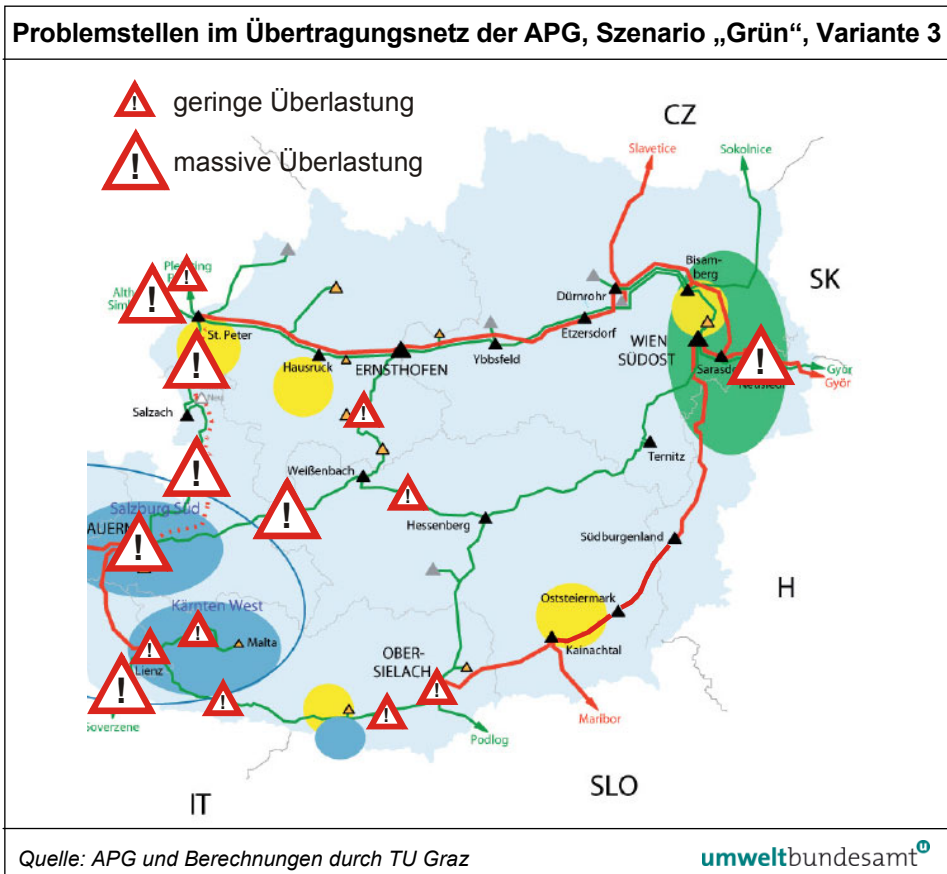 Problemstellen im Übertragungsnetz der APG, Szenario „Grün“, Variante 3
! geringe Überlastung
! massive Überlastung
CZ
Slavetice
Sokolnice
SK
Bisam-
berg
Dürnrohr
Etzersdorf
WIEN
SÜDOST
Györ
Györ
St. Peter
Hausruck
ERNSTHOFEN
Ybbsfeld
Salzach
Neu
Weißenbach
Ternitz
Hessenberg
Salzburg Süd
AUERN
Südburgenland
H
Kärnten West
Malta
Lienz
Oststeiermark
Kainachtal
OBER-
SIELACH
Maribor
Podlog
SLO
IT
Quelle: APG und Berechnungen durch TU Graz
umweltbundesamt